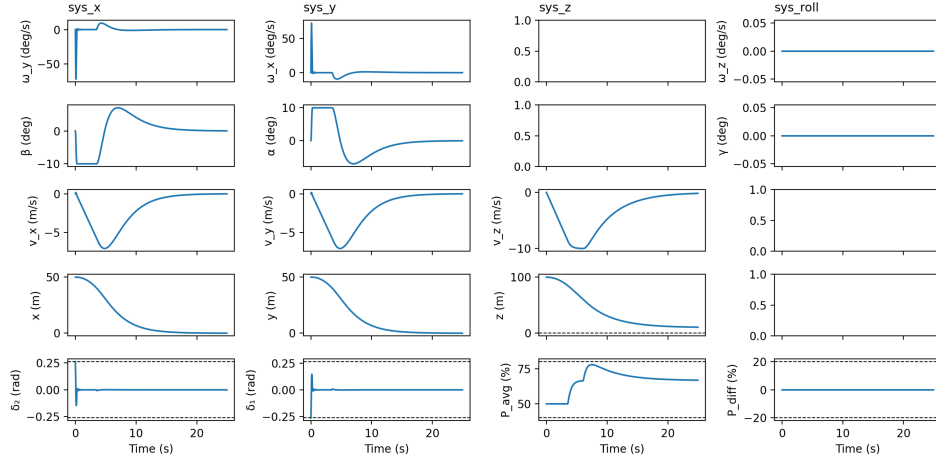 sys_x
sys_y
sys_z
sys_roll
ω_y (deg/s)
0
−50
ω_x (deg/s)
50
0
1.0
0.5
0.0
ω_z (deg/s)
0.05
0.00
−0.05
β (deg)
0
−10
α (deg)
10
0
1.0
0.5
0.0
γ (deg)
0.05
0.00
−0.05
v_x (m/s)
0
−5
v_y (m/s)
0
−5
v_z (m/s)
0
−10
1.0
0.5
0.0
x (m)
50
0
y (m)
50
0
z (m)
100
0
1.0
0.5
0.0
δ₂ (rad)
0.25
0.00
−0.25
δ₁ (rad)
0.25
0.00
−0.25
P_avg (%)
75
50
P_diff (%)
20
0
−20
0 10 20
0 10 20
0 10 20
0 10 20
Time (s)
Time (s)
Time (s)
Time (s)